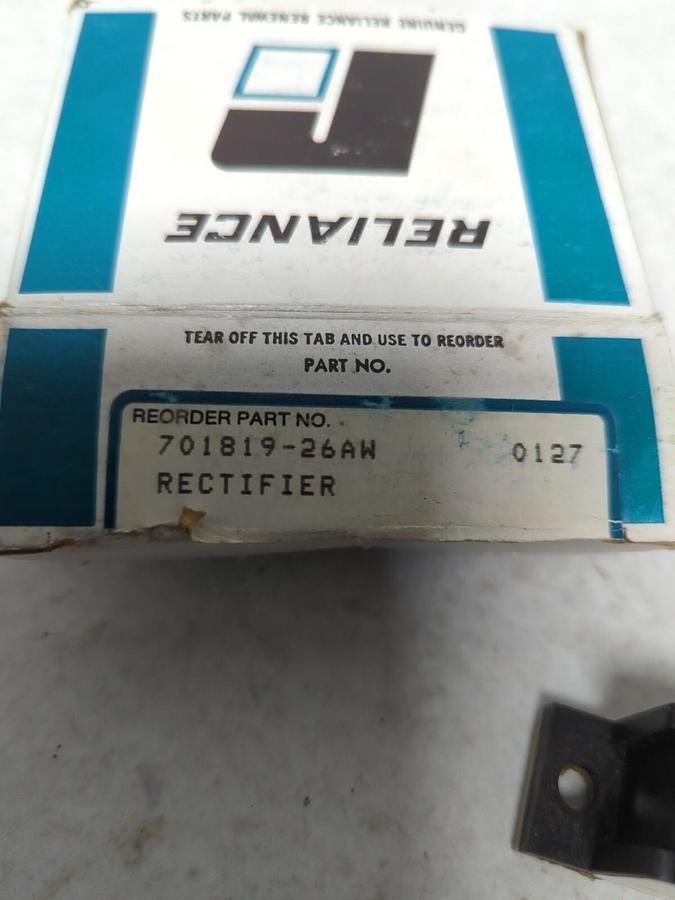 GENUINE RELIANCE RENEWAL PARTS
RELIANCE
TEAR OFF THIS TAB AND USE TO REORDER
PART NO.
REORDER PART NO.
701819-26AW 0127
RECTIFIER